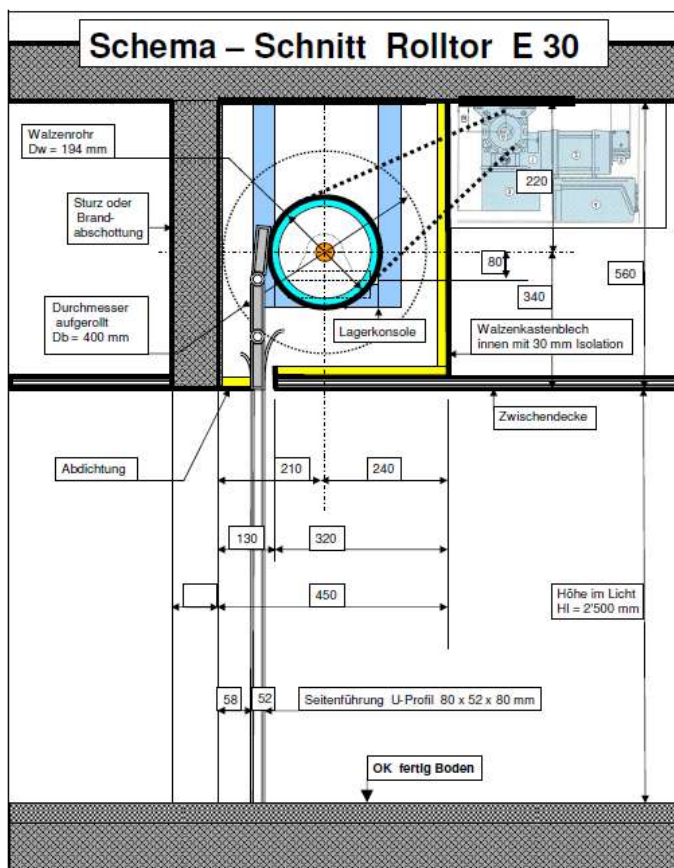 Schema – Schnitt Rolltor E 30
Walzenrohr
Dw = 194 mm
Sturz oder
Brand-
abschottung
Durchmesser
aufgerollt
Db = 400 mm
220
80
340
560
Lagerkonsole
Walzenkastenblech
innen mit 30 mm Isolation
Zwischendecke
Abdichtung
210
240
130
320
450
Höhe im Licht
Hl = 2'500 mm
58
52
Seitenführung U-Profil 80 x 52 x 80 mm
OK fertig Boden